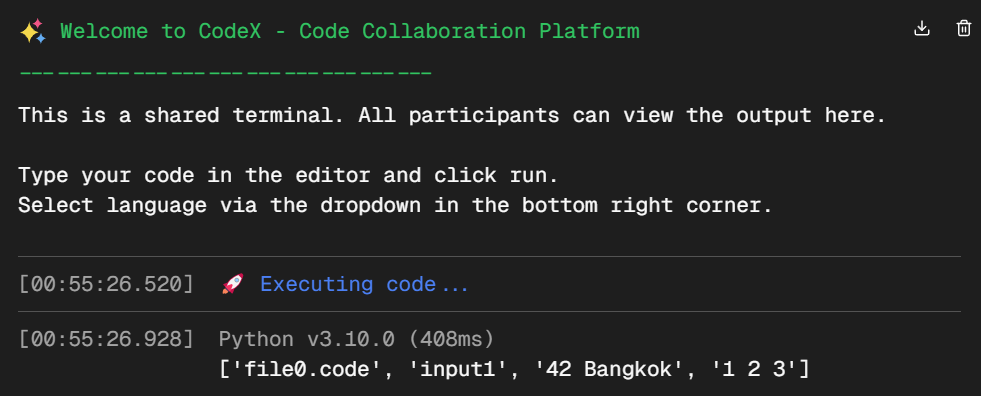 ✨ Welcome to CodeX - Code Collaboration Platform
---------------------------------
This is a shared terminal. All participants can view the output here.
Type your code in the editor and click run.
Select language via the dropdown in the bottom right corner.
[00:55:26.520] 🚀 Executing code...
[00:55:26.928] Python v3.10.0 (408ms)
['file0.code', 'input1', '42 Bangkok', '1 2 3']